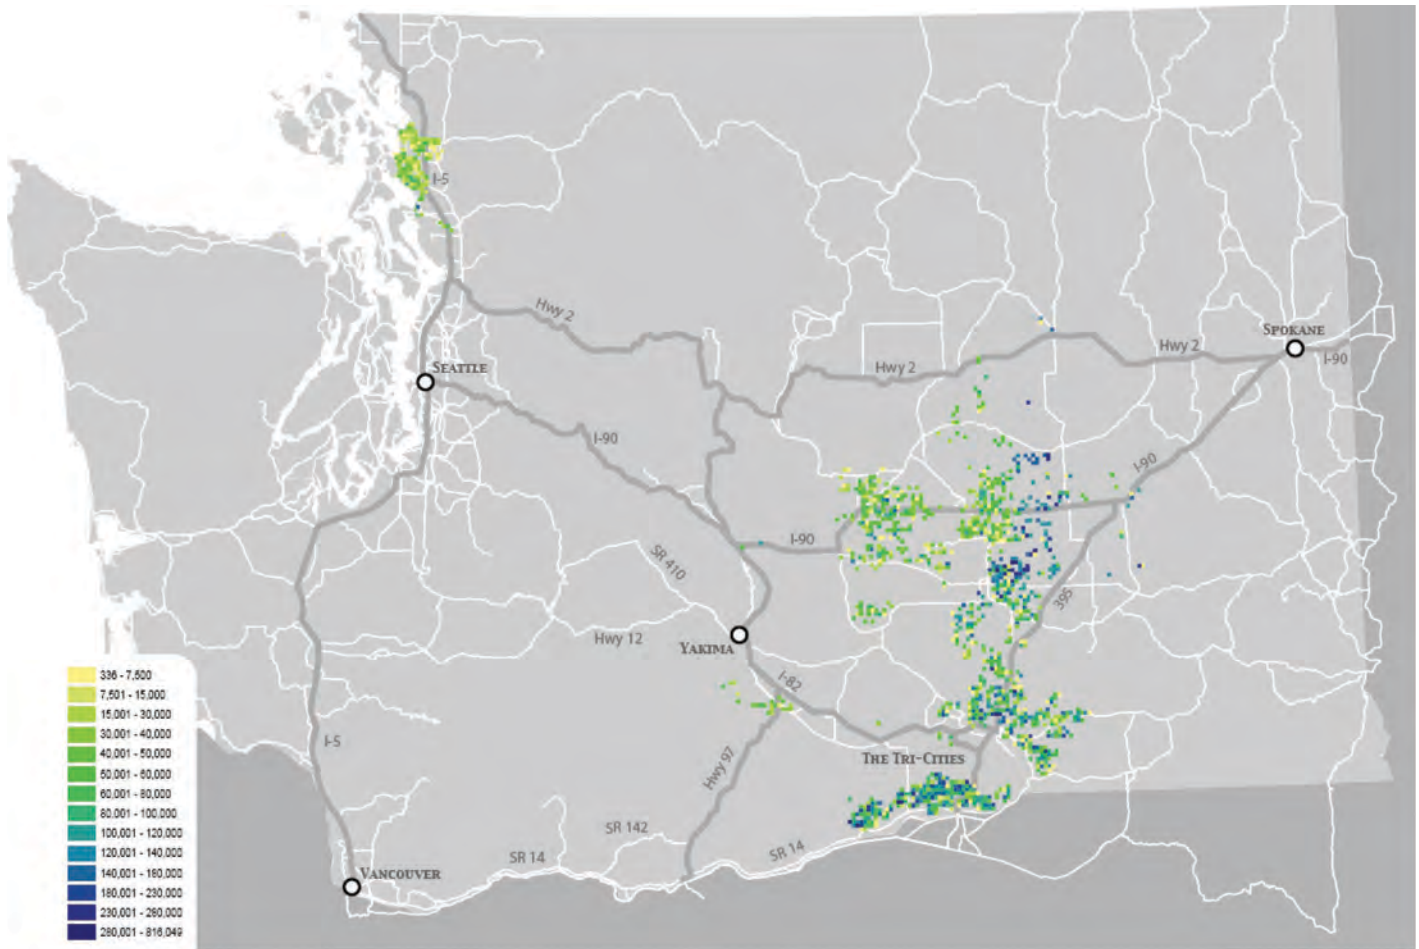 I-5
Hwy 2
Spokane
Hwy 2
Hwy 2
I-90
Seattle
I-90
I-90
I-90
SR 410
395
Hwy 12
Yakima
I-82
336 - 7,500
7,501 - 15,000
15,001 - 30,000
30,001 - 40,000
40,001 - 50,000
50,001 - 60,000
60,001 - 80,000
80,001 - 100,000
100,001 - 120,000
120,001 - 140,000
140,001 - 180,000
180,001 - 230,000
230,001 - 280,000
280,001 - 816,049
I-5
Hwy 97
The Tri-Cities
SR 142
SR 14
SR 14
Vancouver